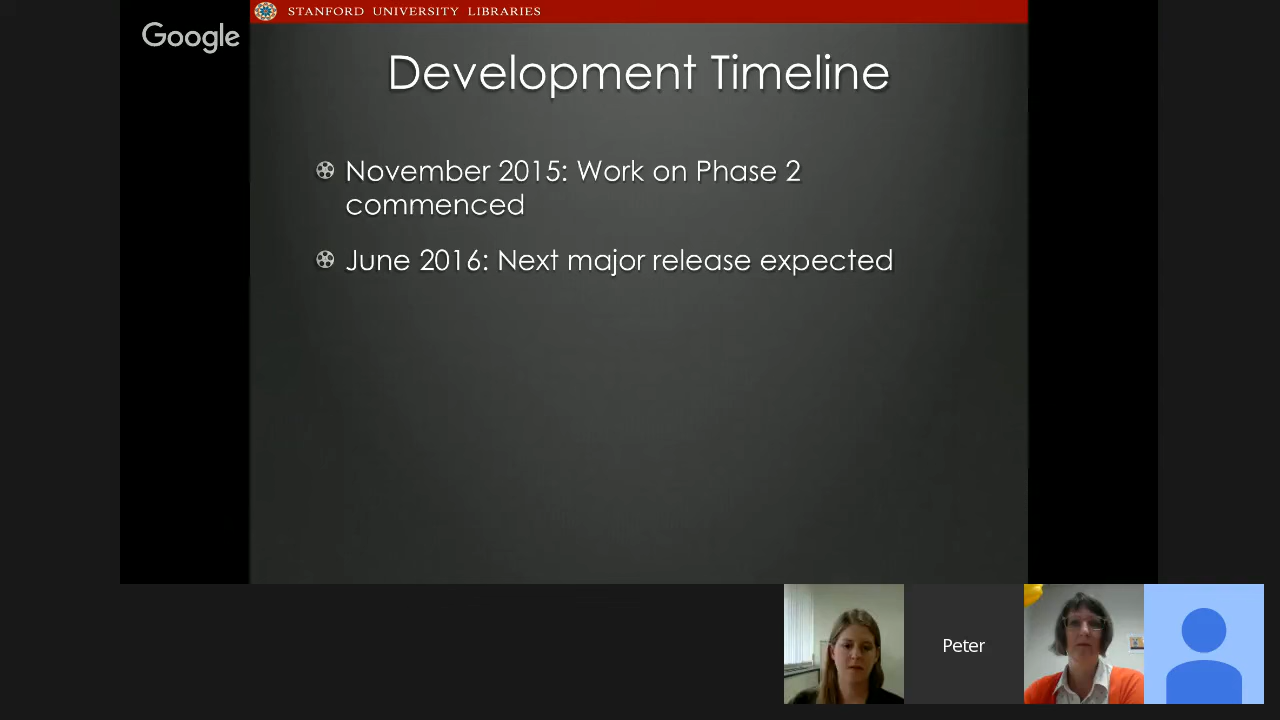 STANFORD UNIVERSITY LIBRARIES
Google
Development Timeline
November 2015: Work on Phase 2
commenced
June 2016: Next major release expected
Peter